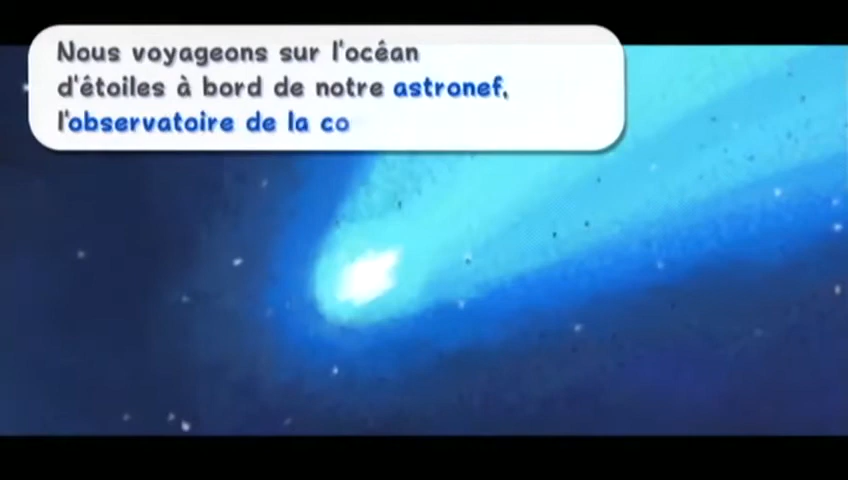 Nous voyageons sur l'océan
d'étoiles à bord de notre astronef,
l'observatoire de la co